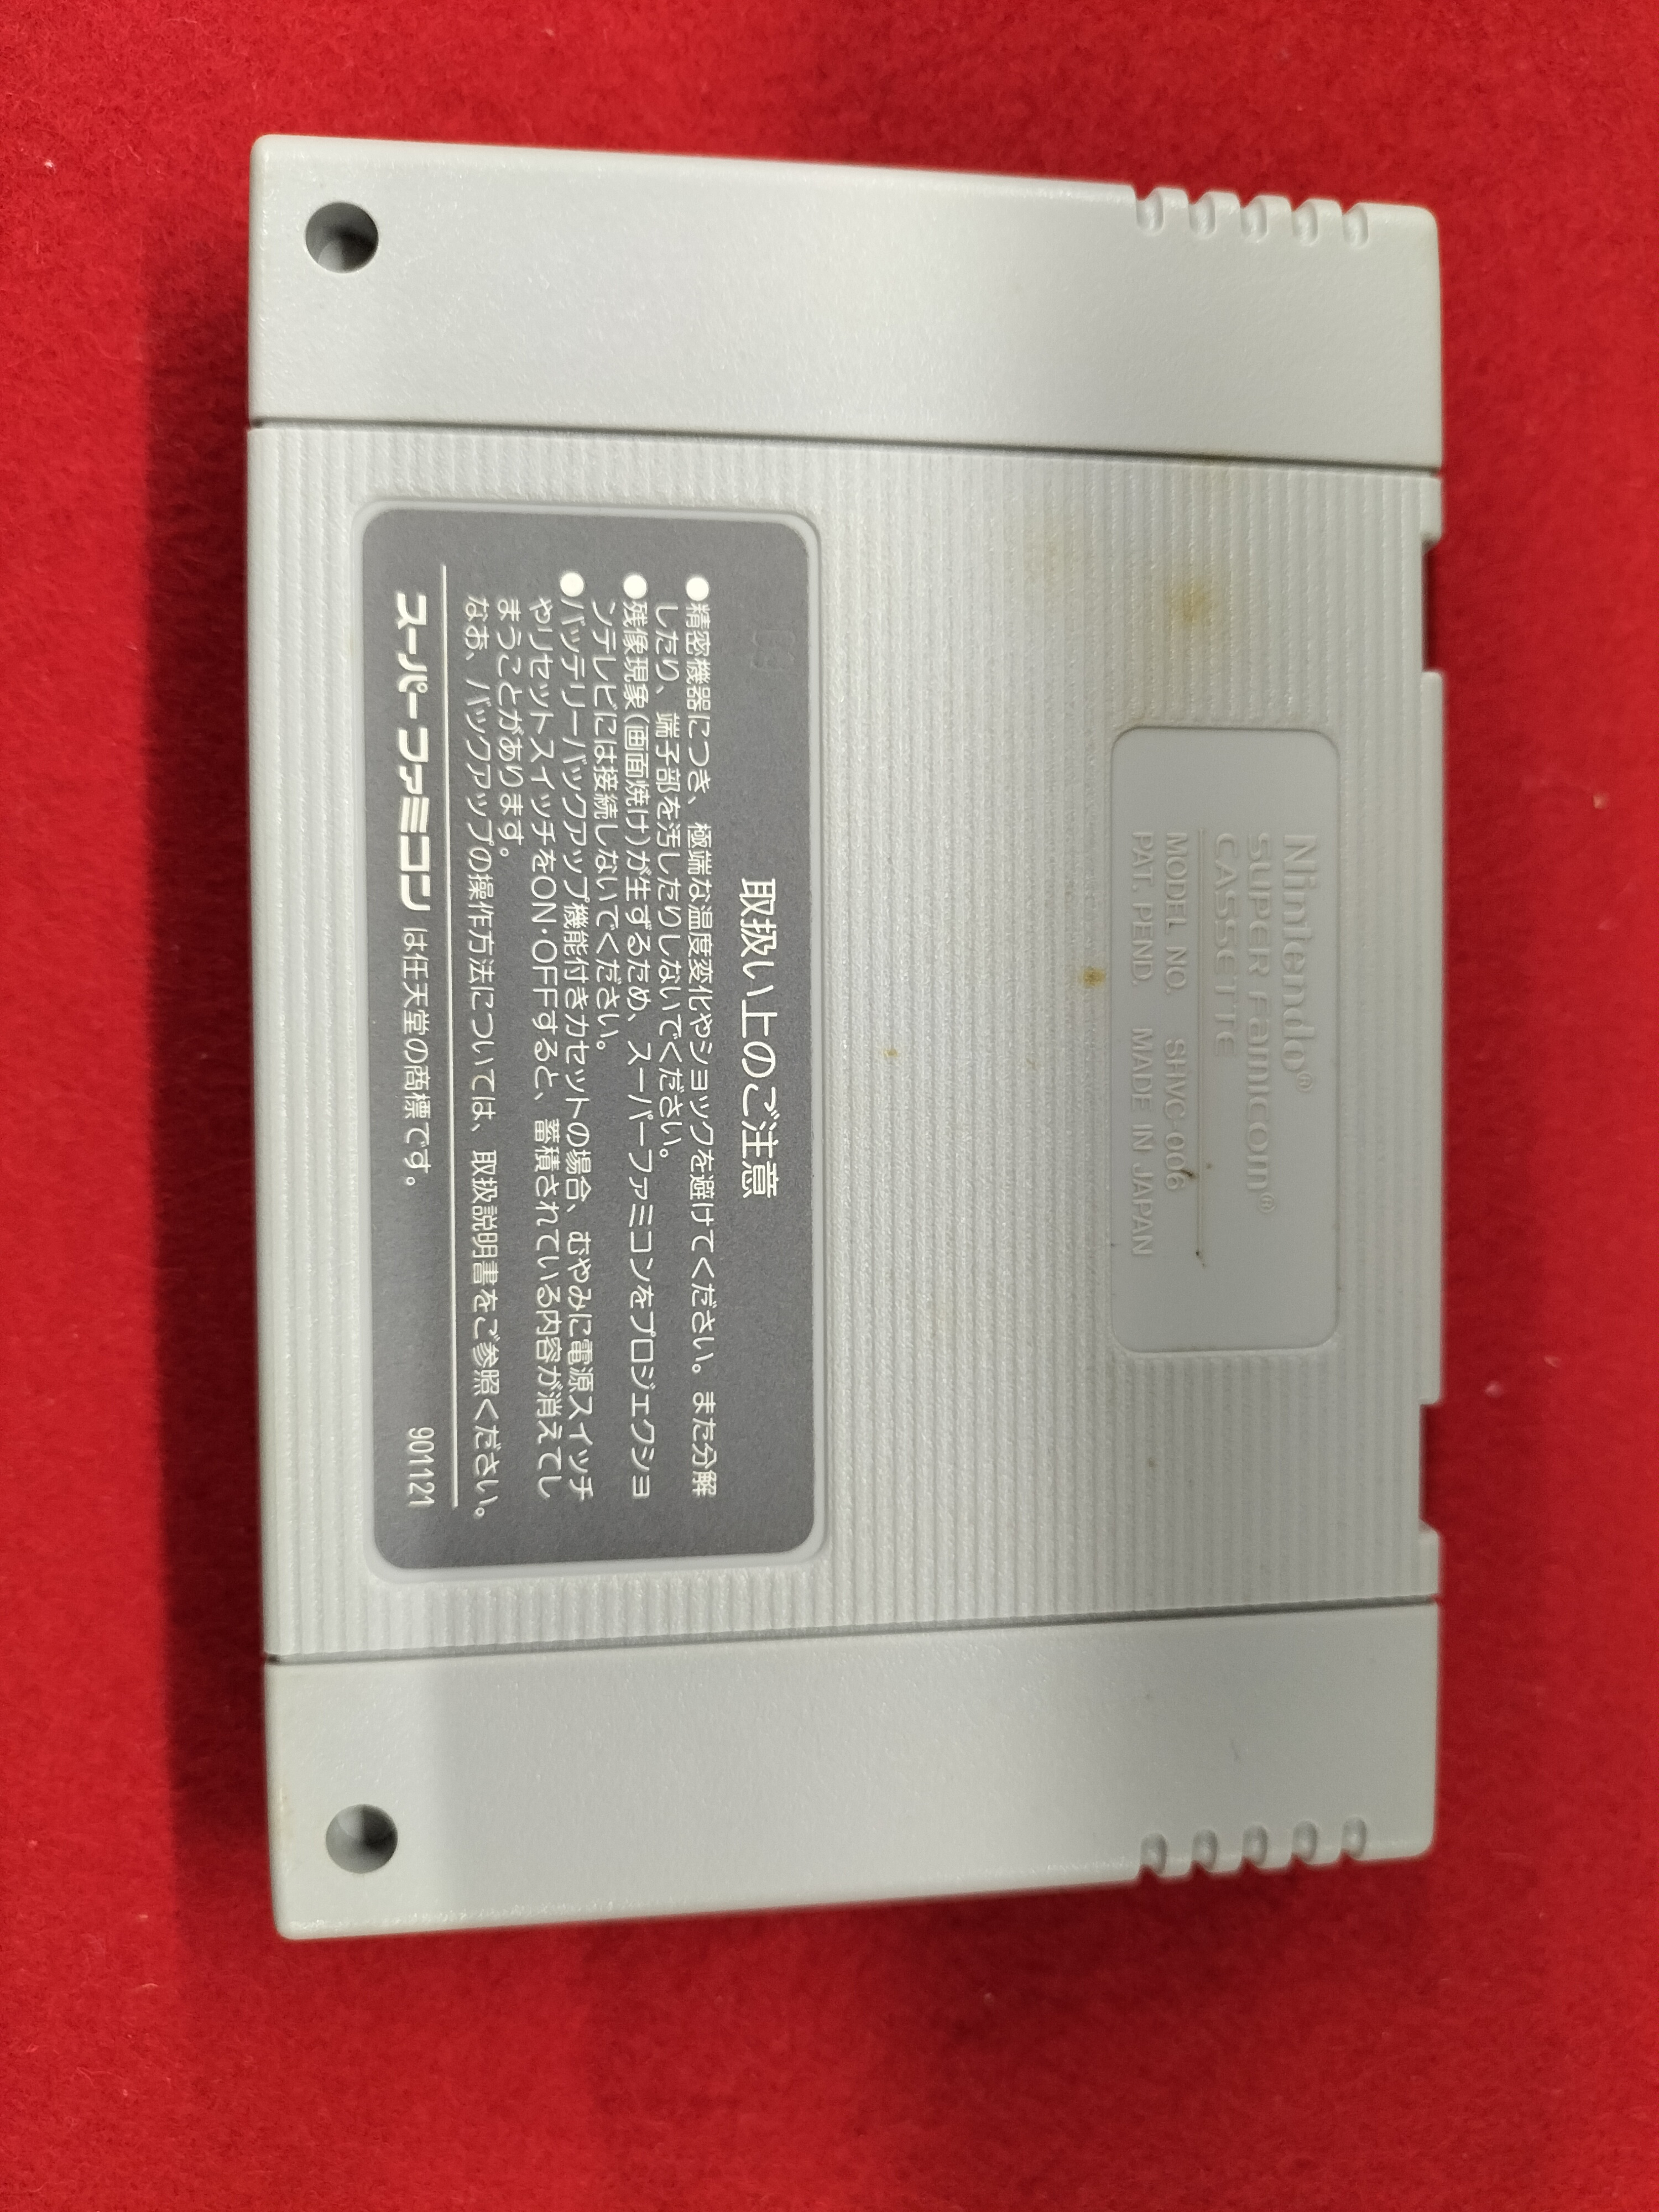 Nintendo®
SUPER Famicom®
CASSETTE
MODEL NO. SHVC-006
PAT. PEND. MADE IN JAPAN
取扱い上のご注意
●精密機器につき、極端な温度変化やショックを避けてください。また分解
したり、端子部を汚したりしないでください。
●残像現象(画面焼け)が生ずるため、スーパーファミコンをプロジェクショ
ンテレビには接続しないでください。
●バッテリーバックアップ機能付きカセットの場合、むやみに電源スイッチ
やリセットスイッチをON・OFFすると、蓄積されている内容が消えてし
まうことがあります。
なお、バックアップの操作方法については、取扱説明書をご参照ください。
スーパーファミコン は任天堂の商標です。 901121